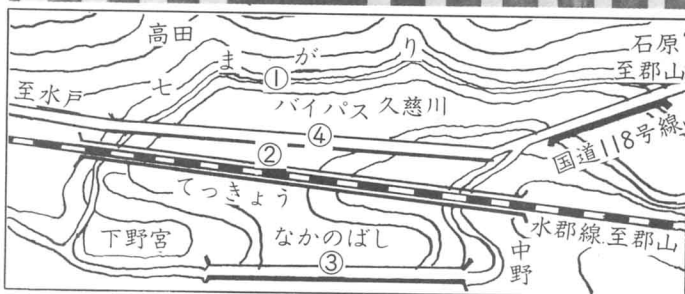 高田
七まがり
石原
至郡山
①
至水戸
バイパス
久慈川
④
国道118号線
②
てっきょう
下野宮
なかのばし
③
中野
水郡線
至郡山